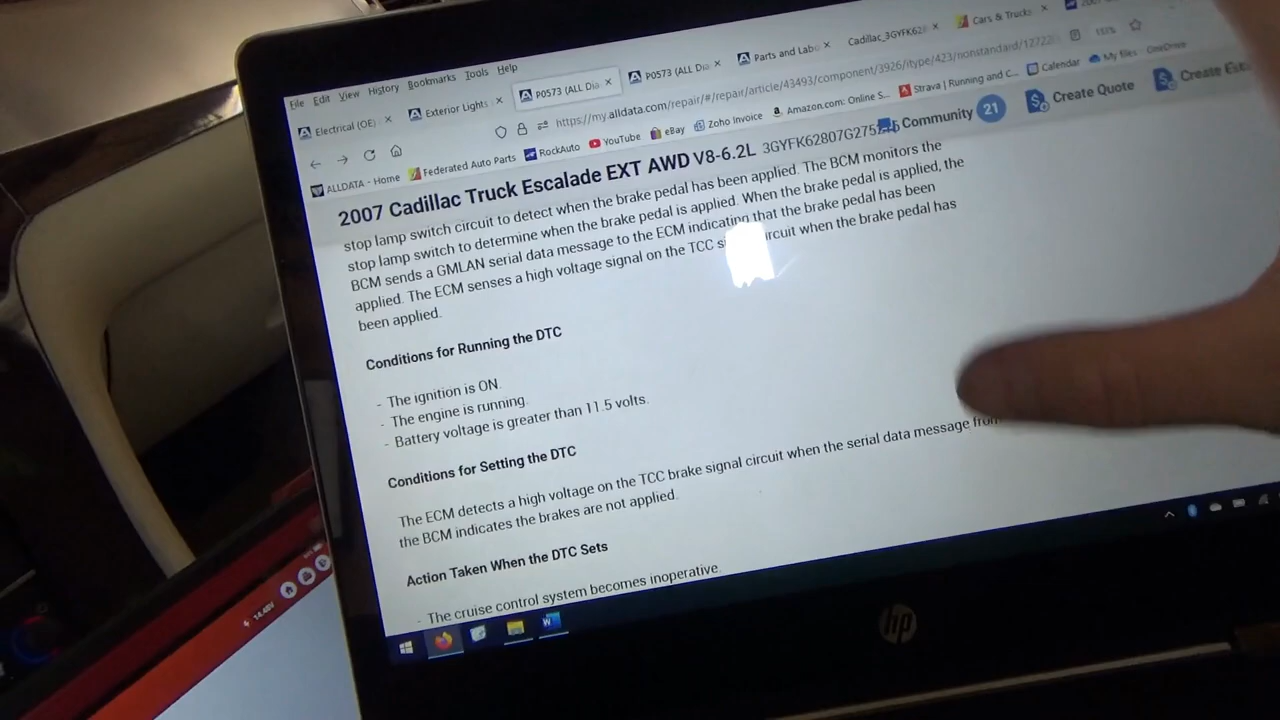 File Edit View History Bookmarks Tools Help
Electrical (OE) × Exterior Lights × P0573 (ALL Dia × P0573 (ALL Dia × Parts and Labo × Cadillac_3GYFK628 × Cars & Trucks ×
https://my.alldata.com/repair/#/repair/article/43493/component/3926/itype/423/nonstandard/12722
ALLDATA - Home Federated Auto Parts RockAuto YouTube eBay Zoho Invoice Amazon.com: Online S... Strava | Running and C... Calendar My files - OneDrive
2007 Cadillac Truck Escalade EXT AWD V8-6.2L 3GYFK62807G275 Community 21 Create Quote Create Est
stop lamp switch circuit to detect when the brake pedal has been applied. The BCM monitors the
stop lamp switch to determine when the brake pedal is applied. When the brake pedal is applied, the
BCM sends a GMLAN serial data message to the ECM indicating that the brake pedal has been
applied. The ECM senses a high voltage signal on the TCC circuit when the brake pedal has
been applied.
Conditions for Running the DTC
- The ignition is ON.
- The engine is running.
- Battery voltage is greater than 11.5 volts.
Conditions for Setting the DTC
The ECM detects a high voltage on the TCC brake signal circuit when the serial data message from
the BCM indicates the brakes are not applied.
Action Taken When the DTC Sets
- The cruise control system becomes inoperative.
14.48V
hp